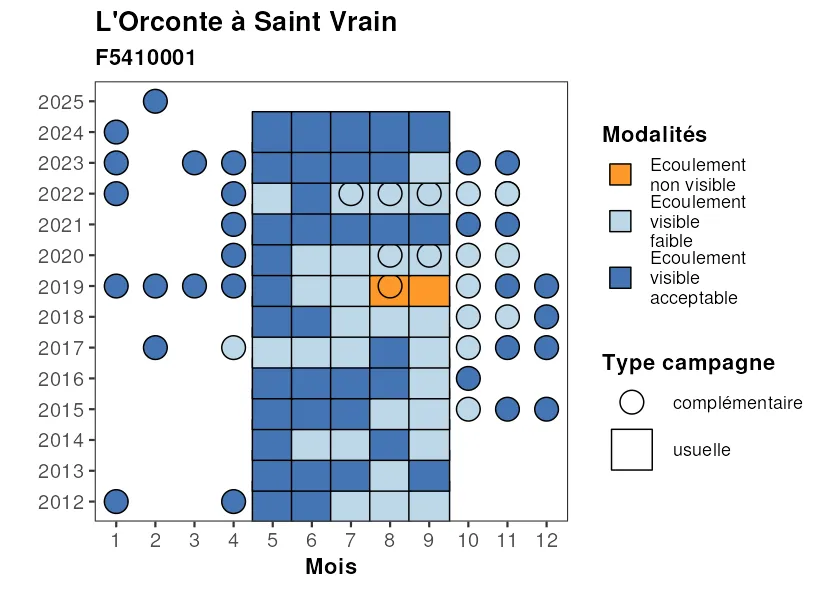 L'Orconte à Saint Vrain
F5410001
2025
2024
2023
2022
2021
2020
2019
2018
2017
2016
2015
2014
2013
2012
1 2 3 4 5 6 7 8 9 10 11 12
Mois
Modalités
Ecoulement
non visible
Ecoulement
visible
faible
Ecoulement
visible
acceptable
Type campagne
complémentaire
usuelle